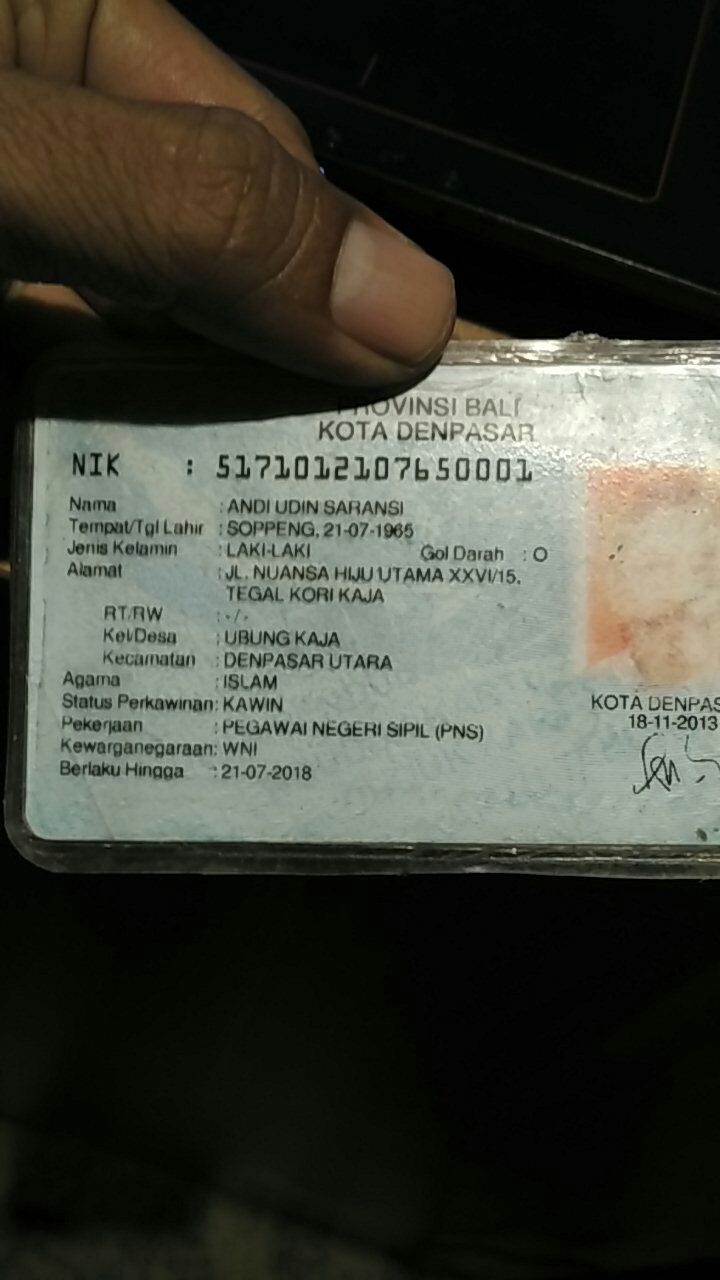 PROVINSI BALI
KOTA DENPASAR
NIK : 5171012107650001
Nama : ANDI UDIN SARANSI
Tempat/Tgl Lahir : SOPPENG, 21-07-1965
Jenis Kelamin : LAKI-LAKI Gol Darah : O
Alamat : JL. NUANSA HIJU UTAMA XXVI/15,
TEGAL KORI KAJA
RT/RW : -/-
Kel/Desa : UBUNG KAJA
Kecamatan : DENPASAR UTARA
Agama : ISLAM
Status Perkawinan: KAWIN
Pekerjaan : PEGAWAI NEGERI SIPIL (PNS)
Kewarganegaraan: WNI
Berlaku Hingga : 21-07-2018
KOTA DENPAS
18-11-2013